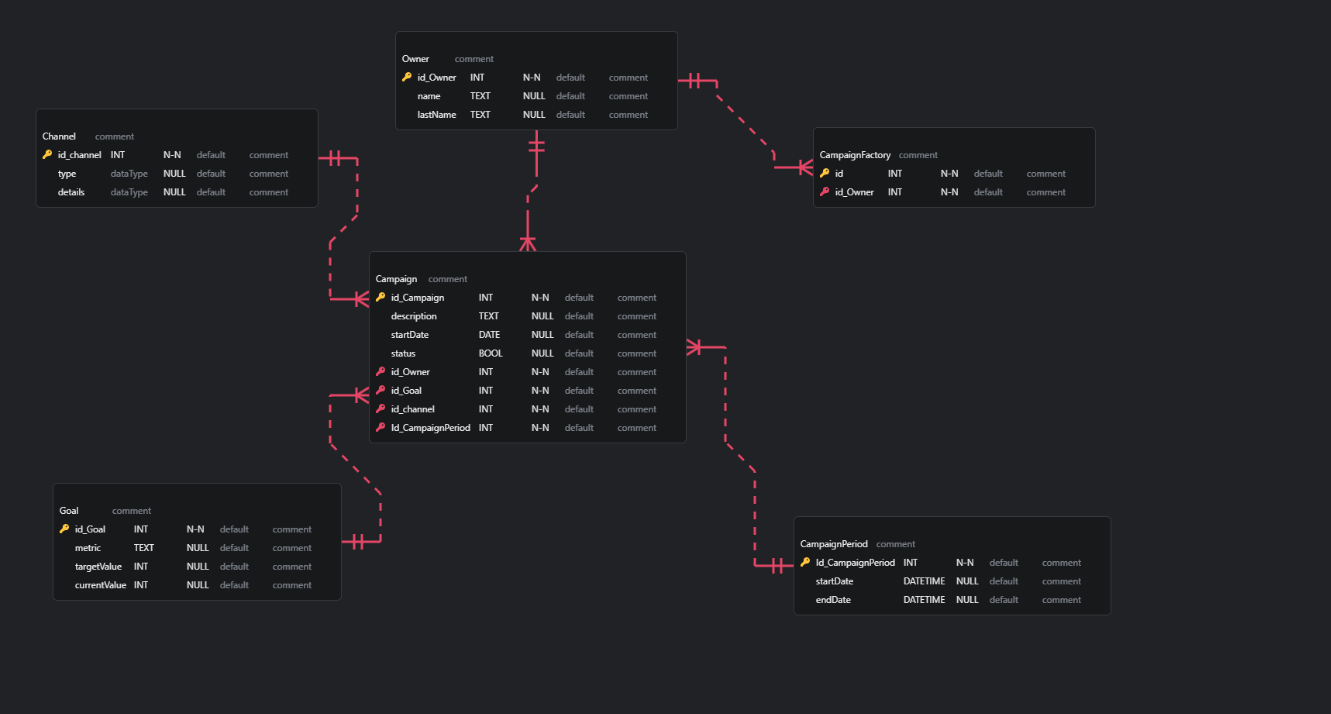 Owner comment
id_Owner INT N-N default comment
name TEXT NULL default comment
lastName TEXT NULL default comment
Channel comment
id_channel INT N-N default comment
type dataType NULL default comment
details dataType NULL default comment
CampaignFactory comment
id INT N-N default comment
id_Owner INT N-N default comment
Campaign comment
id_Campaign INT N-N default comment
description TEXT NULL default comment
startDate DATE NULL default comment
status BOOL NULL default comment
id_Owner INT N-N default comment
id_Goal INT N-N default comment
id_channel INT N-N default comment
Id_CampaignPeriod INT N-N default comment
Goal comment
id_Goal INT N-N default comment
metric TEXT NULL default comment
targetValue INT NULL default comment
currentValue INT NULL default comment
CampaignPeriod comment
Id_CampaignPeriod INT N-N default comment
startDate DATETIME NULL default comment
endDate DATETIME NULL default comment